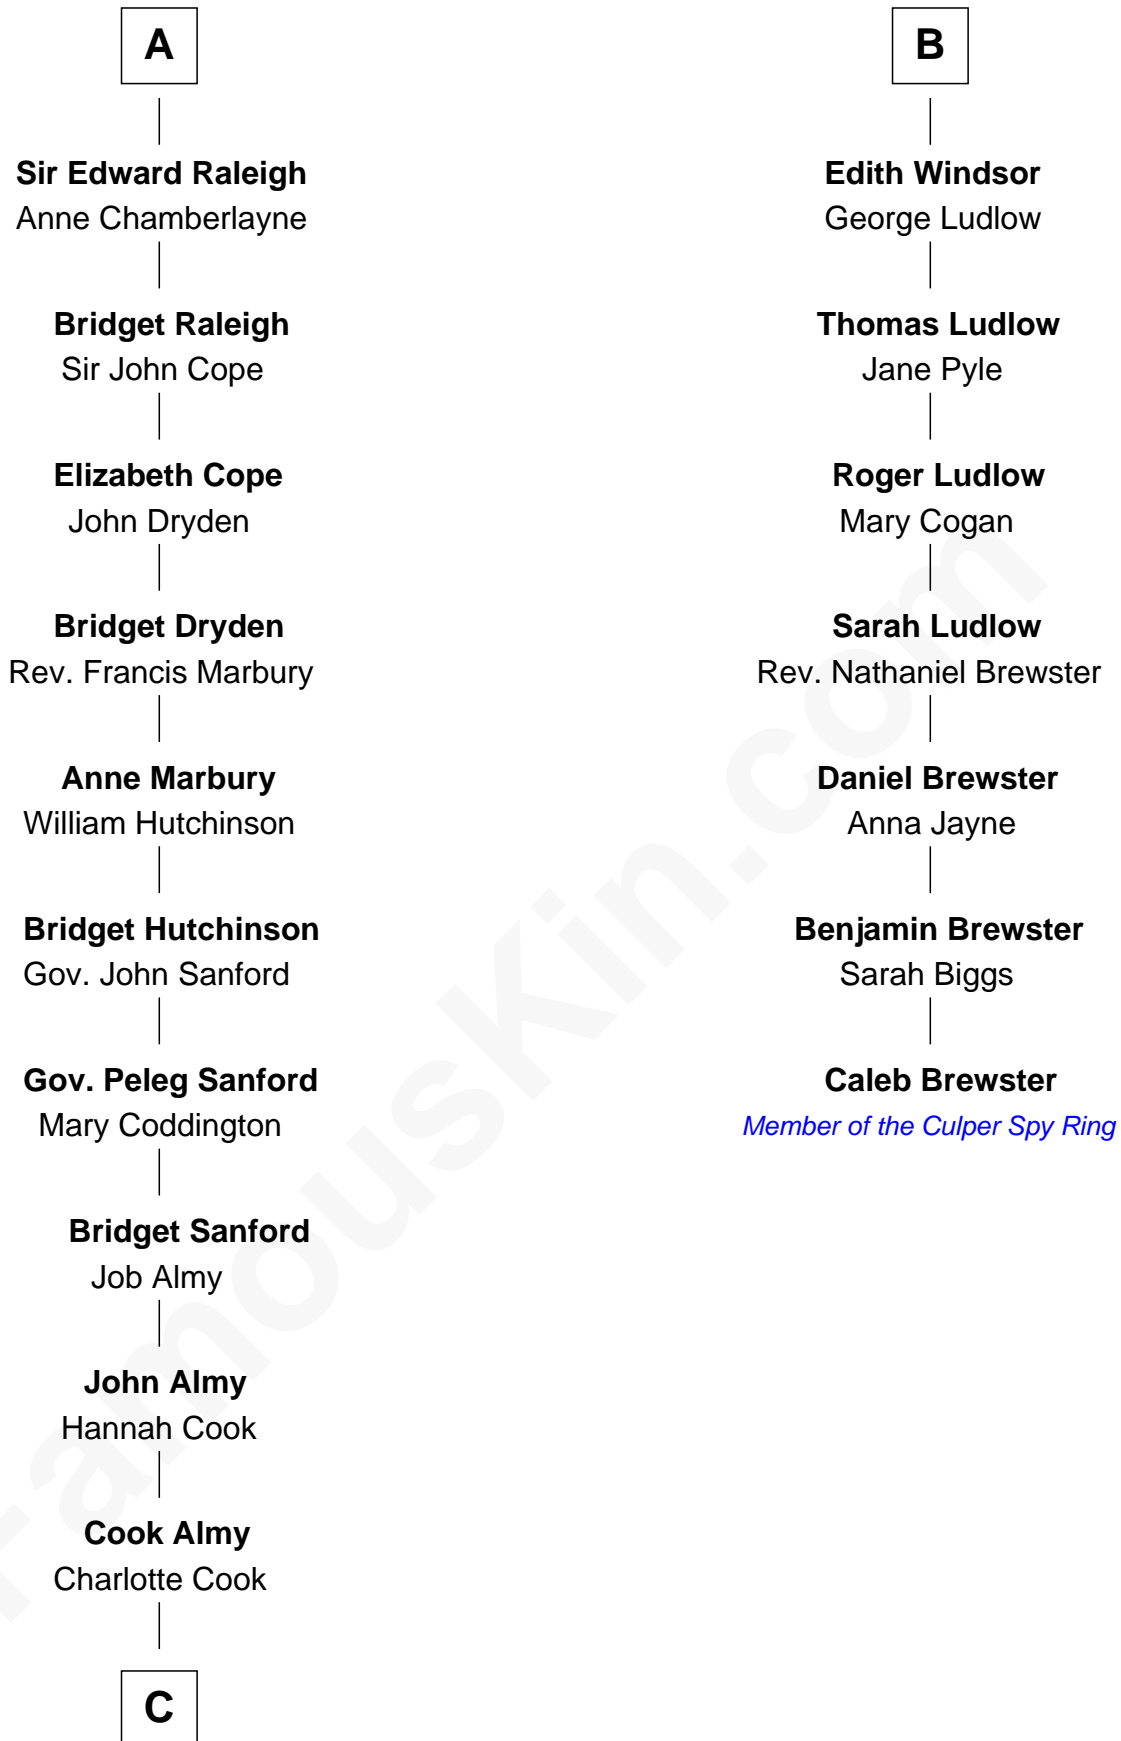 A
Sir Edward Raleigh
Anne Chamberlayne
Bridget Raleigh
Sir John Cope
Elizabeth Cope
John Dryden
Bridget Dryden
Rev. Francis Marbury
Anne Marbury
William Hutchinson
Bridget Hutchinson
Gov. John Sanford
Gov. Peleg Sanford
Mary Coddington
Bridget Sanford
Job Almy
John Almy
Hannah Cook
Cook Almy
Charlotte Cook
C
B
Edith Windsor
George Ludlow
Thomas Ludlow
Jane Pyle
Roger Ludlow
Mary Cogan
Sarah Ludlow
Rev. Nathaniel Brewster
Daniel Brewster
Anna Jayne
Benjamin Brewster
Sarah Biggs
Caleb Brewster
Member of the Culper Spy Ring
FamousKin.com